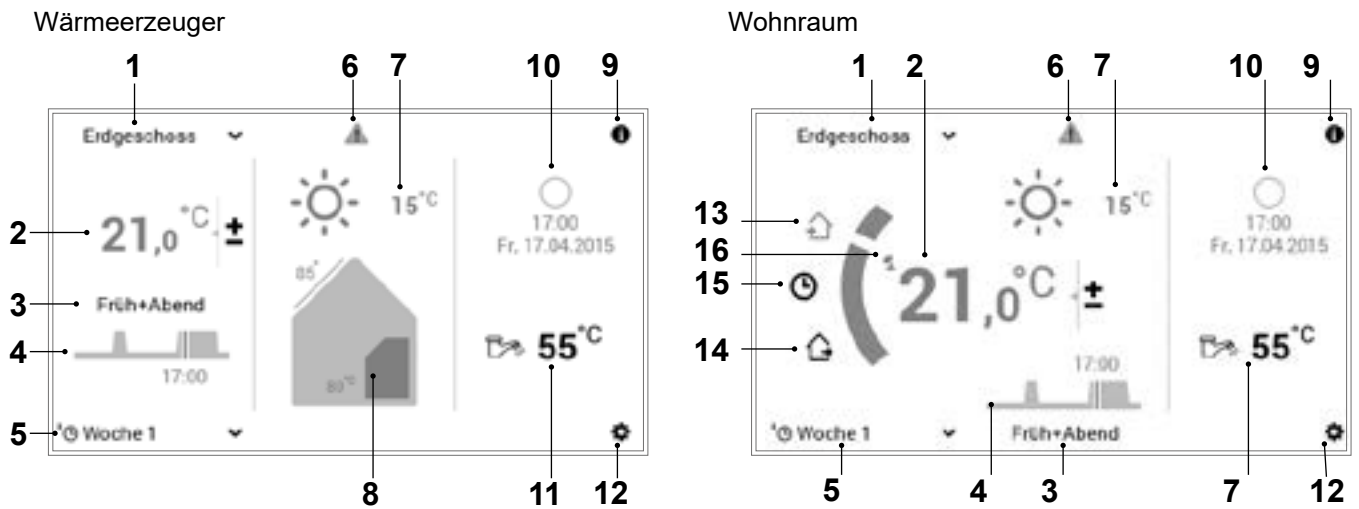 Wärmeerzeuger
1 6 7 10 9
Erdgeschoss
15°C
2 21,0 °C ±
17:00
Fr, 17.04.2015
85°
3 Früh+Abend
4
17:00
55°C
80°C
5 Woche 1
8 11 12
Wohnraum
1 2 6 7 10 9
Erdgeschoss
15°C
13
17:00
Fr, 17.04.2015
16
15
21,0 °C ±
14
55°C
17:00
Woche 1
Früh+Abend
5 4 3 7 12